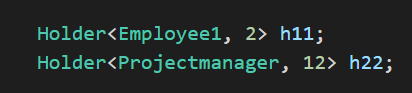 Holder<Employee1, 2> h11;
Holder<Projectmanager, 12> h22;